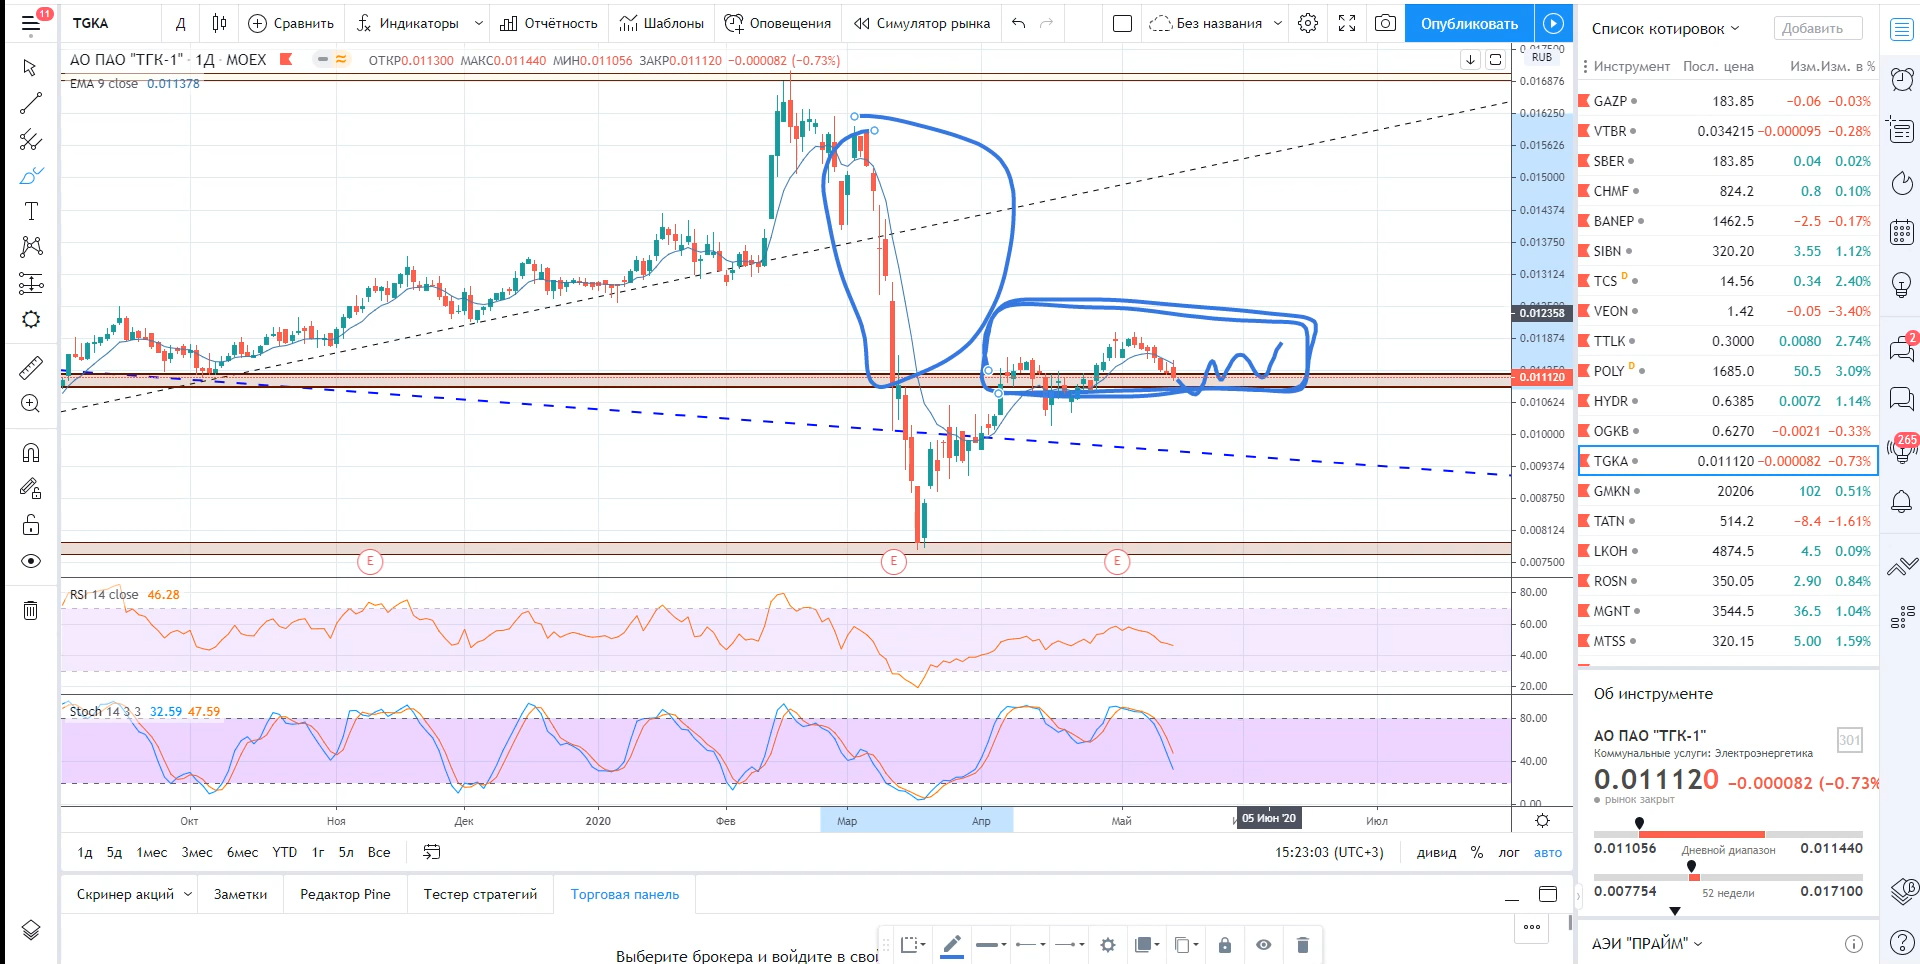 11
TGKA
Д
Сравнить
Индикаторы
Отчётность
Шаблоны
Оповещения
Симулятор рынка
Без названия
Опубликовать
АО ПАО "ТГК-1" · 1Д · MOEX
ОТКР0.011300 МАКС0.011440 МИН0.011056 ЗАКР0.011120 −0.000082 (−0.73%)
EMA 9 close 0.011378
RUB
0.017500
0.016876
0.016250
0.015626
0.015000
0.014374
0.013750
0.013124
0.012358
0.011874
0.011120
0.010624
0.010000
0.009374
0.008750
0.008124
0.007500
E
E
E
RSI 14 close 46.28
80.00
60.00
40.00
20.00
Stoch 14 3 3 32.59 47.59
80.00
40.00
0.00
Окт
Ноя
Дек
2020
Фев
Мар
Апр
Май
05 Июн '20
Июл
1д 5д 1мес 3мес 6мес YTD 1г 5л Все
15:23:03 (UTC+3)
дивид % лог авто
Скринер акций
Заметки
Редактор Pine
Тестер стратегий
Торговая панель
Выберите брокера и войдите в свой
Список котировок
Добавить
Инструмент Посл. цена Изм. Изм. в %
GAZP 183.85 −0.06 −0.03%
VTBR 0.034215 −0.000095 −0.28%
SBER 183.85 0.04 0.02%
CHMF 824.2 0.8 0.10%
BANEP 1462.5 −2.5 −0.17%
SIBN 320.20 3.55 1.12%
TCS D 14.56 0.34 2.40%
VEON 1.42 −0.05 −3.40%
TTLK 0.3000 0.0080 2.74%
POLY D 1685.0 50.5 3.09%
HYDR 0.6385 0.0072 1.14%
OGKB 0.6270 −0.0021 −0.33%
TGKA 0.011120 −0.000082 −0.73%
GMKN 20206 102 0.51%
TATN 514.2 −8.4 −1.61%
LKOH 4874.5 4.5 0.09%
ROSN 350.05 2.90 0.84%
MGNT 3544.5 36.5 1.04%
MTSS 320.15 5.00 1.59%
Об инструменте
АО ПАО "ТГК-1"
301
Коммунальные услуги: Электроэнергетика
0.011120 −0.000082 (−0.73%
рынок закрыт
0.011056 Дневной диапазон 0.011440
0.007754 52 недели 0.017100
АЭИ "ПРАЙМ"
2
265